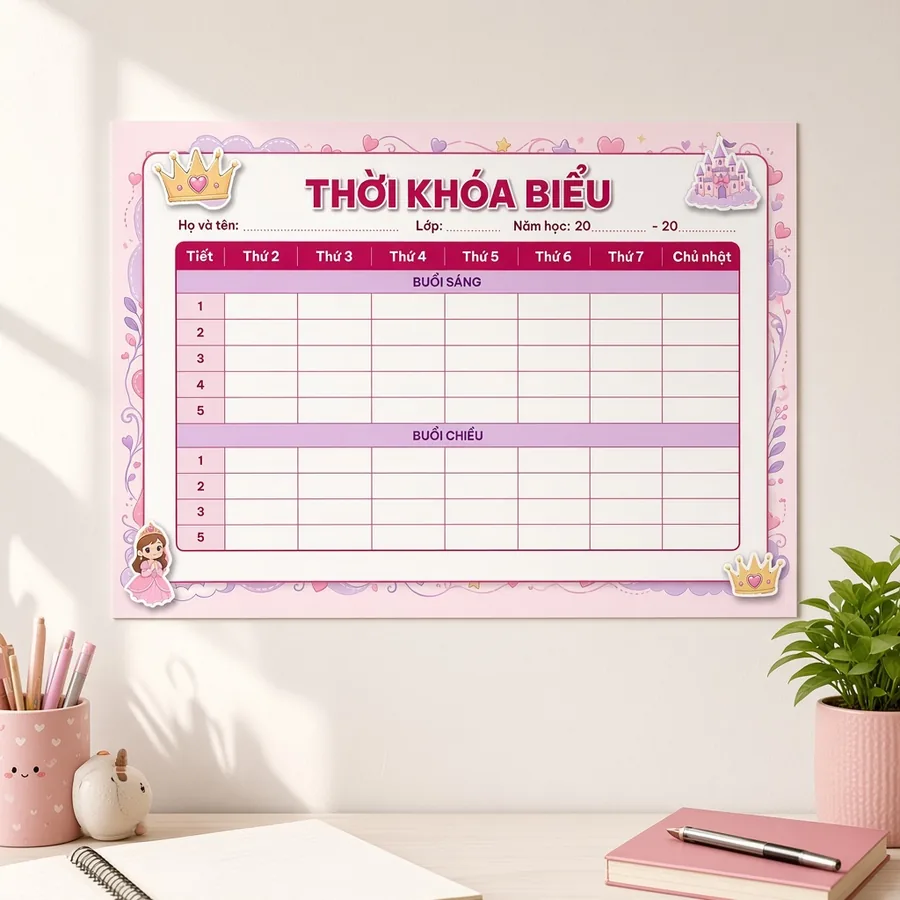 THỜI KHÓA BIỂU
Họ và tên: Lớp: Năm học: 20 - 20
Tiết Thứ 2 Thứ 3 Thứ 4 Thứ 5 Thứ 6 Thứ 7 Chủ nhật
BUỔI SÁNG
1
2
3
4
5
BUỔI CHIỀU
1
2
3
5